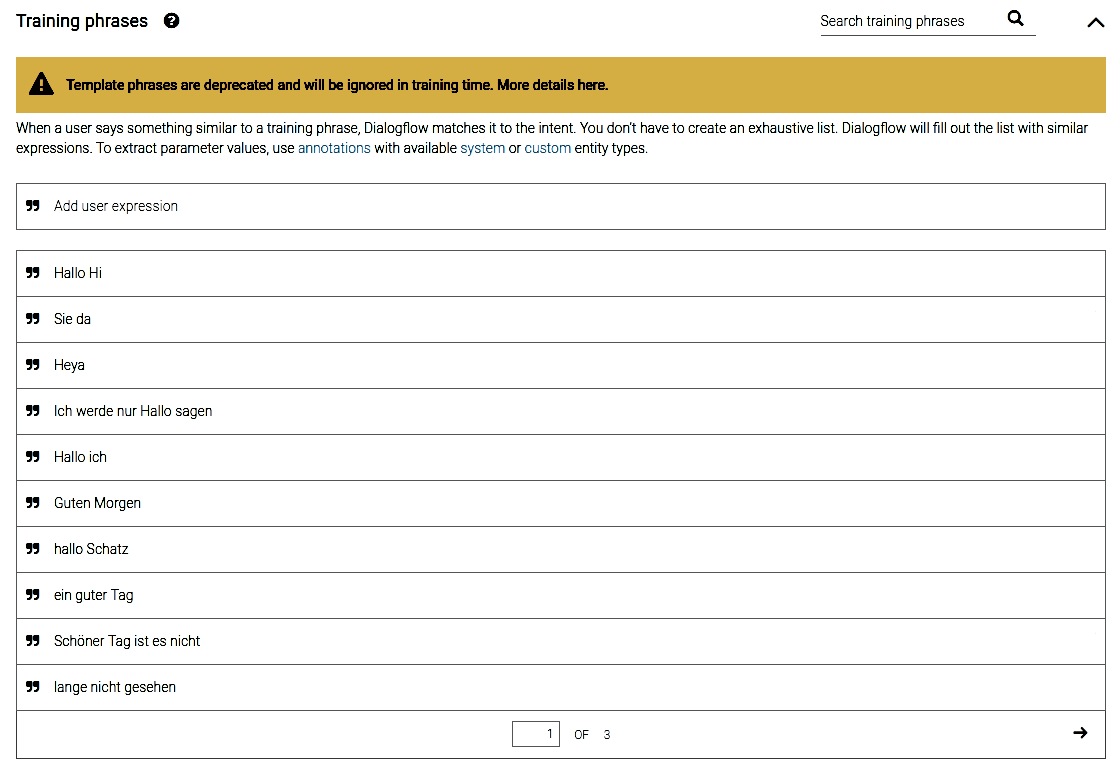 Training phrases
Search training phrases
Template phrases are deprecated and will be ignored in training time. More details here.
When a user says something similar to a training phrase, Dialogflow matches it to the intent. You don't have to create an exhaustive list. Dialogflow will fill out the list with similar
expressions. To extract parameter values, use annotations with available system or custom entity types.
Add user expression
Hallo Hi
Sie da
Heya
Ich werde nur Hallo sagen
Hallo ich
Guten Morgen
hallo Schatz
ein guter Tag
Schöner Tag ist es nicht
lange nicht gesehen
1 OF 3